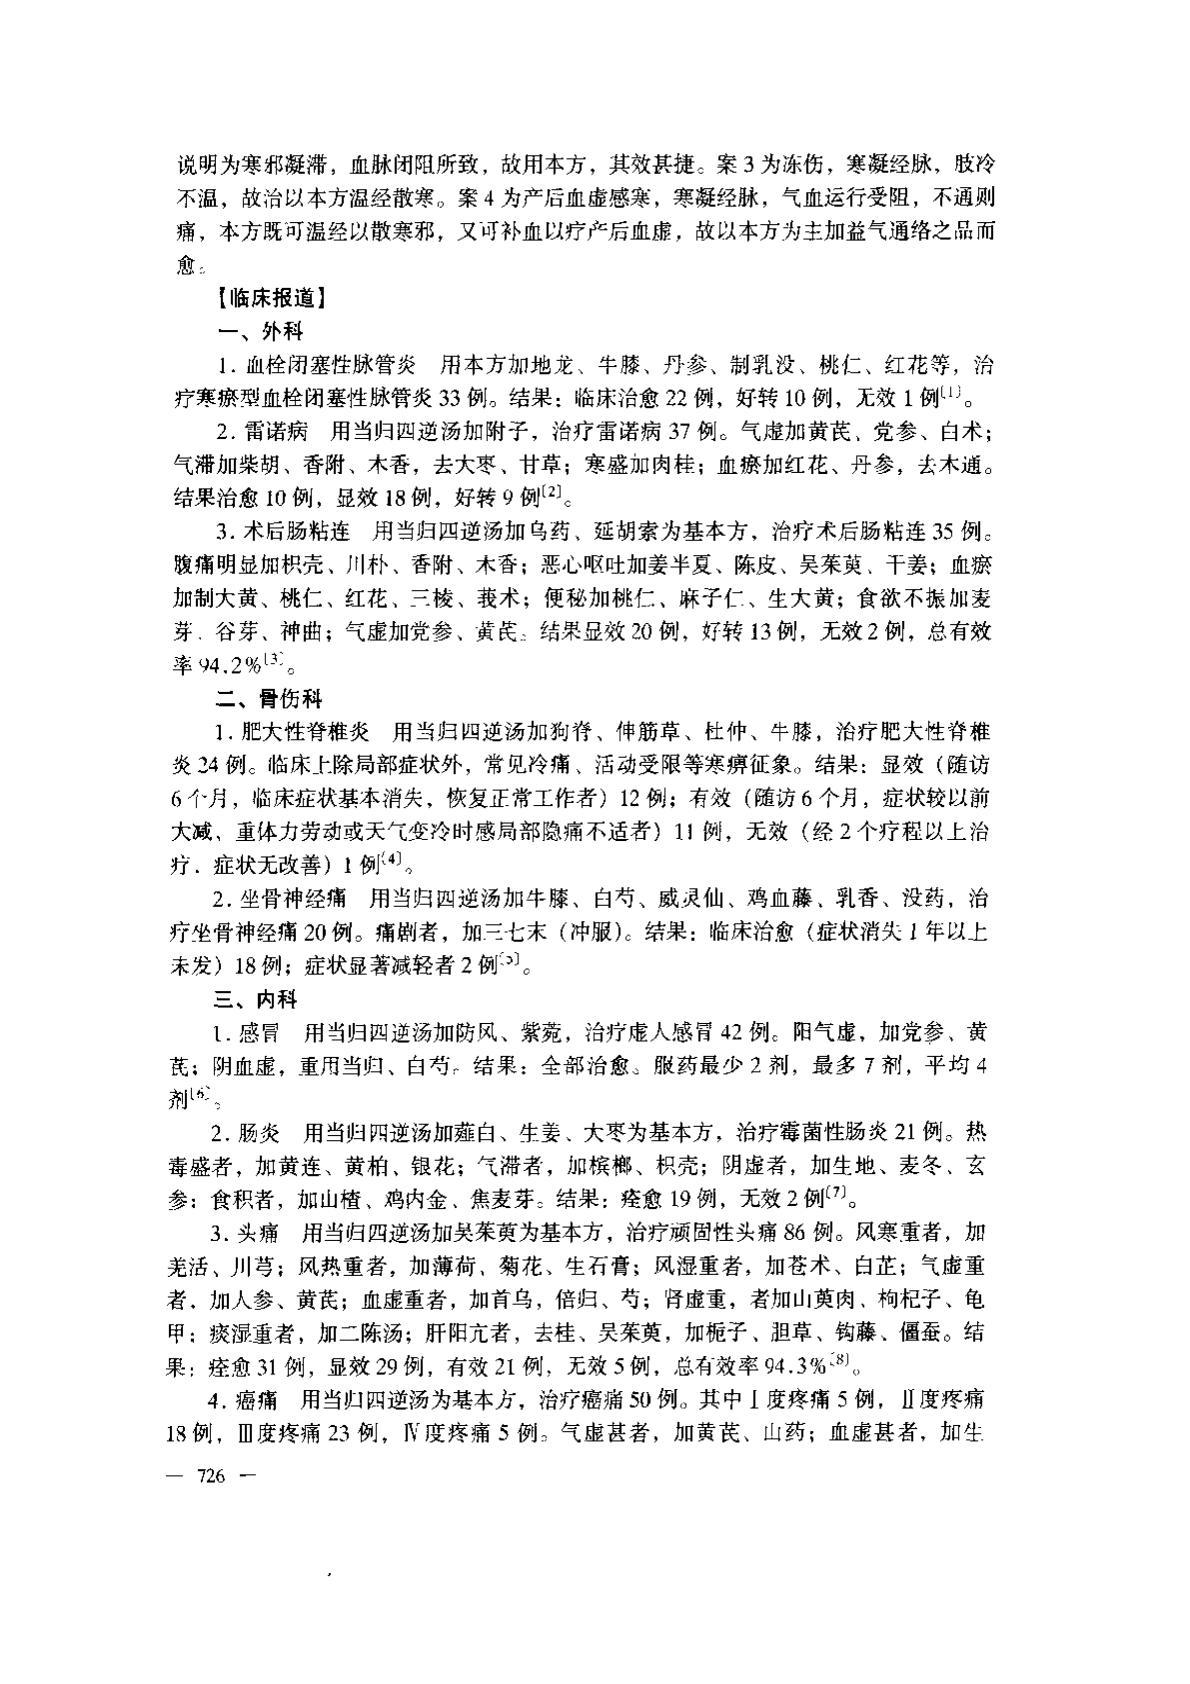 说明为寒邪凝滞，血脉闭阻所致，故用本方，其效甚捷。案 3 为冻伤，寒凝经脉，肢冷
不温，故治以本方温经散寒。案 4 为产后血虚感寒，寒凝经脉，气血运行受阻，不通则
痛，本方既可温经以散寒邪，又可补血以疗产后血虚，故以本方为主加益气通络之品而
愈。
【临床报道】
一、外科
1. 血栓闭塞性脉管炎　用本方加地龙、牛膝、丹参、制乳没、桃仁、红花等，治
疗寒瘀型血栓闭塞性脉管炎 33 例。结果：临床治愈 22 例，好转 10 例，无效 1 例[1]。
2. 雷诺病　用当归四逆汤加附子，治疗雷诺病 37 例。气虚加黄芪、党参、白术；
气滞加柴胡、香附、木香，去大枣、甘草；寒盛加肉桂；血瘀加红花、丹参，去木通。
结果治愈 10 例，显效 18 例，好转 9 例[2]。
3. 术后肠粘连　用当归四逆汤加乌药、延胡索为基本方，治疗术后肠粘连 35 例。
腹痛明显加枳壳、川朴、香附、木香；恶心呕吐加姜半夏、陈皮、吴茱萸、干姜；血瘀
加制大黄、桃仁、红花、三棱、莪术；便秘加桃仁、麻子仁、生大黄；食欲不振加麦
芽、谷芽、神曲；气虚加党参、黄芪。结果显效 20 例，好转 13 例，无效 2 例，总有效
率 94.2%[3]。
二、骨伤科
1. 肥大性脊椎炎　用当归四逆汤加狗脊、伸筋草、杜仲、牛膝，治疗肥大性脊椎
炎 24 例。临床上除局部症状外，常见冷痛、活动受限等寒痹征象。结果：显效（随访
6 个月，临床症状基本消失，恢复正常工作者）12 例；有效（随访 6 个月，症状较以前
大减、重体力劳动或天气变冷时感局部隐痛不适者）11 例，无效（经 2 个疗程以上治
疗，症状无改善）1 例[4]。
2. 坐骨神经痛　用当归四逆汤加牛膝、白芍、威灵仙、鸡血藤、乳香、没药，治
疗坐骨神经痛 20 例。痛剧者，加三七末（冲服）。结果：临床治愈（症状消失 1 年以上
未发）18 例；症状显著减轻者 2 例[5]。
三、内科
1. 感冒　用当归四逆汤加防风、紫菀，治疗虚人感冒 42 例。阳气虚，加党参、黄
芪；阴血虚，重用当归、白芍。结果：全部治愈。服药最少 2 剂，最多 7 剂，平均 4
剂[6]。
2. 肠炎　用当归四逆汤加薤白、生姜、大枣为基本方，治疗霉菌性肠炎 21 例。热
毒盛者，加黄连、黄柏、银花；气滞者，加槟榔、枳壳；阴虚者，加生地、麦冬、玄
参；食积者，加山楂、鸡内金、焦麦芽。结果：痊愈 19 例，无效 2 例[7]。
3. 头痛　用当归四逆汤加吴茱萸为基本方，治疗顽固性头痛 86 例。风寒重者，加
羌活、川芎；风热重者，加薄荷、菊花、生石膏；风湿重者，加苍术、白芷；气虚重
者，加人参、黄芪；血虚重者，加首乌，倍归、芍；肾虚重，者加山萸肉、枸杞子、龟
甲；痰湿重者，加二陈汤；肝阳亢者，去桂、吴茱萸，加栀子、胆草、钩藤、僵蚕。结
果：痊愈 31 例，显效 29 例，有效 21 例，无效 5 例，总有效率 94.3%[8]。
4. 癌痛　用当归四逆汤为基本方，治疗癌痛 50 例。其中Ⅰ度疼痛 5 例，Ⅱ度疼痛
18 例，Ⅲ度疼痛 23 例，Ⅳ度疼痛 5 例。气虚甚者，加黄芪、山药；血虚甚者，加生
— 726 —